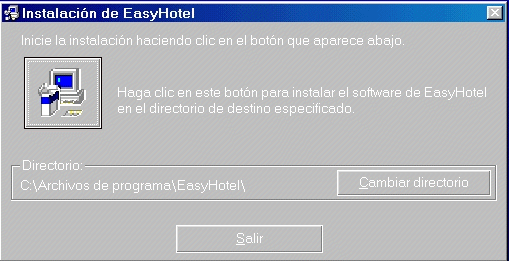 Instalación de EasyHotel
Inicie la instalación haciendo clic en el botón que aparece abajo.
Haga clic en este botón para instalar el software de EasyHotel
en el directorio de destino especificado.
Directorio:
C:\Archivos de programa\EasyHotel\
Cambiar directorio
Salir